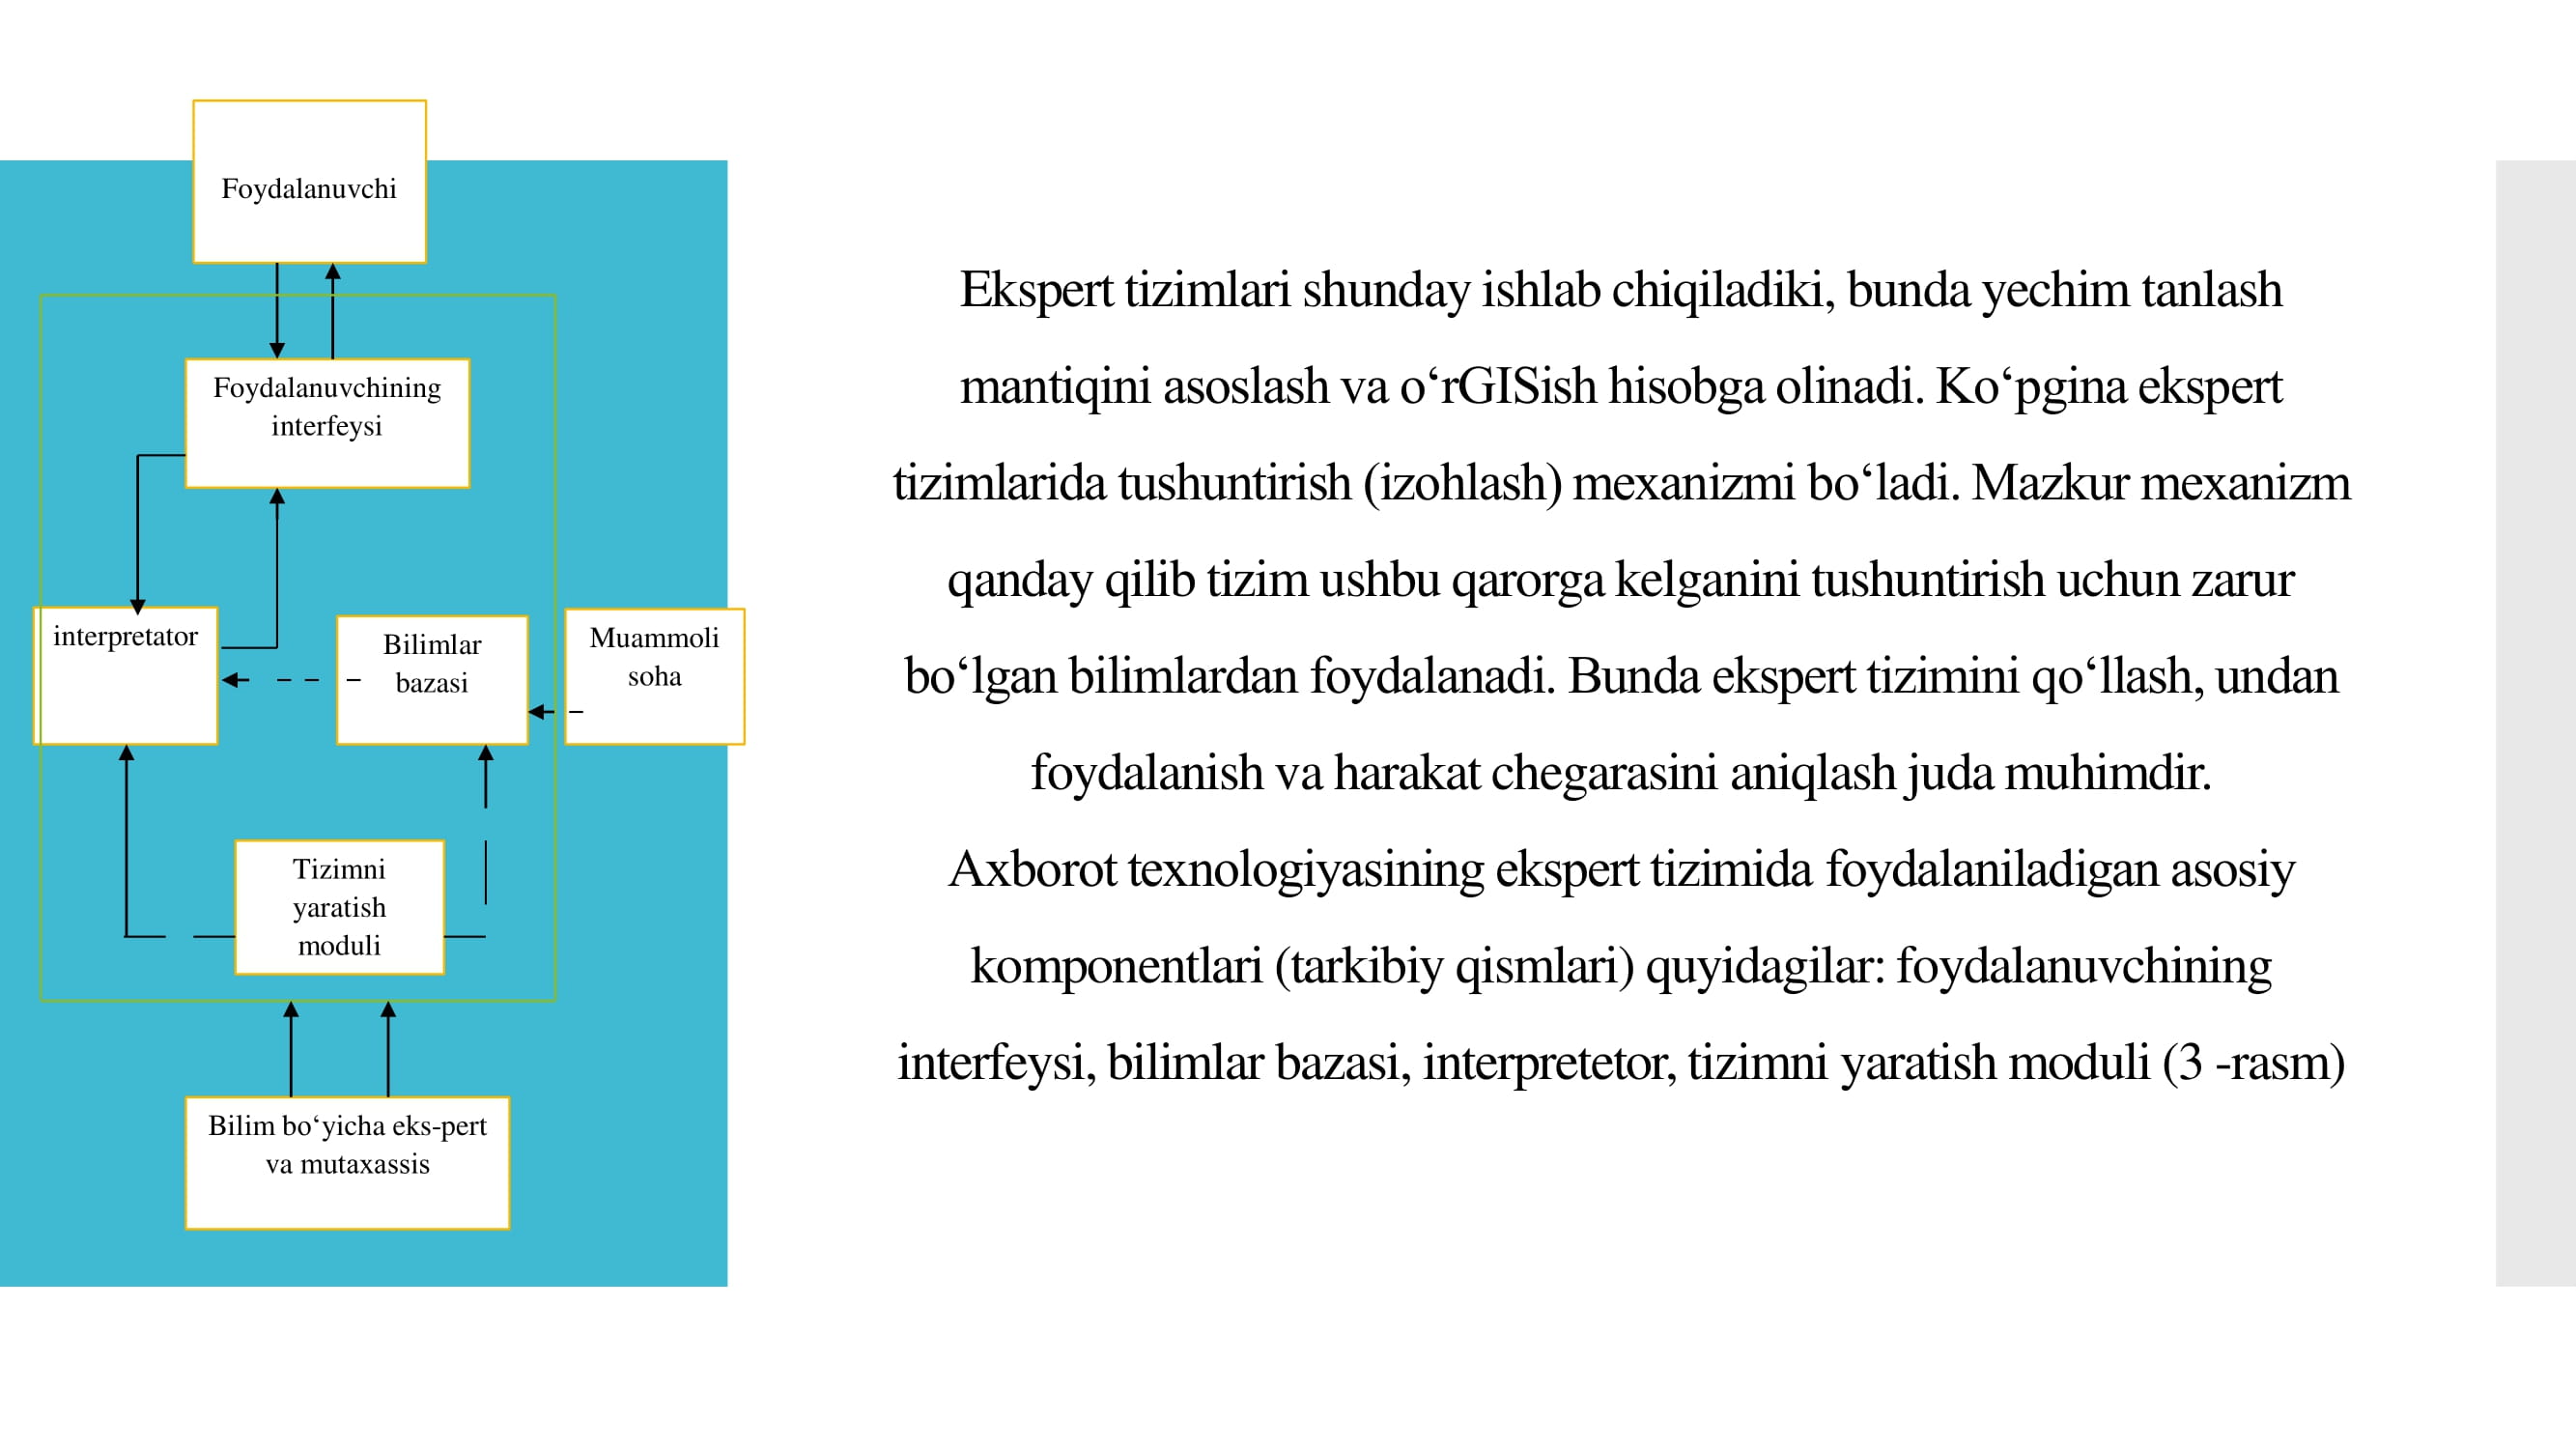 Foydalanuvchi
Foydalanuvchining
interfeysi
interpretator
Bilimlar
bazasi
Muammoli
soha
Tizimni
yaratish
moduli
Bilim bo‘yicha eks-pert
va mutaxassis
Ekspert tizimlari shunday ishlab chiqiladiki, bunda yechim tanlash
mantiqini asoslash va o‘rGISish hisobga olinadi. Ko‘pgina ekspert
tizimlarida tushuntirish (izohlash) mexanizmi bo‘ladi. Mazkur mexanizm
qanday qilib tizim ushbu qarorga kelganini tushuntirish uchun zarur
bo‘lgan bilimlardan foydalanadi. Bunda ekspert tizimini qo‘llash, undan
foydalanish va harakat chegarasini aniqlash juda muhimdir.
Axborot texnologiyasining ekspert tizimida foydalaniladigan asosiy
komponentlari (tarkibiy qismlari) quyidagilar: foydalanuvchining
interfeysi, bilimlar bazasi, interpretetor, tizimni yaratish moduli (3 -rasm)